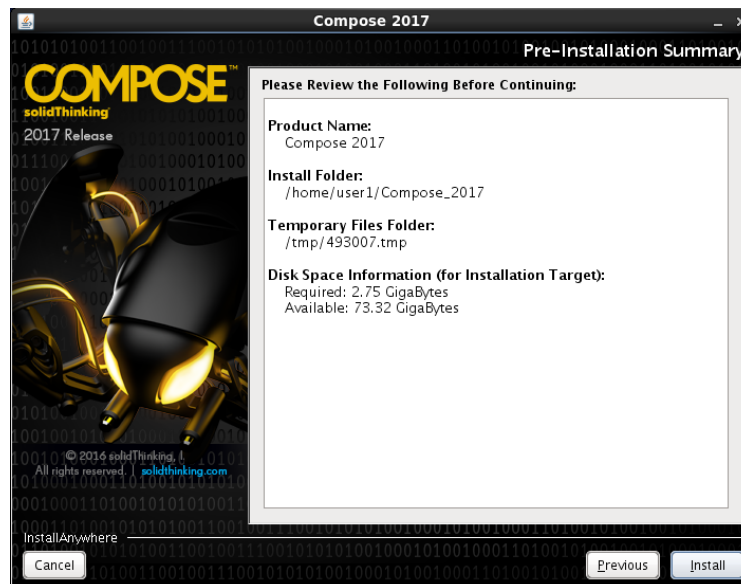 Compose 2017
Pre-Installation Summary
COMPOSE™
solidThinking
2017 Release
Please Review the Following Before Continuing:
Product Name:
Compose 2017
Install Folder:
/home/user1/Compose_2017
Temporary Files Folder:
/tmp/493007.tmp
Disk Space Information (for Installation Target):
Required: 2.75 GigaBytes
Available: 73.32 GigaBytes
© 2016 solidThinking, I
All rights reserved. | solidthinking.com
InstallAnywhere
Cancel
Previous
Install